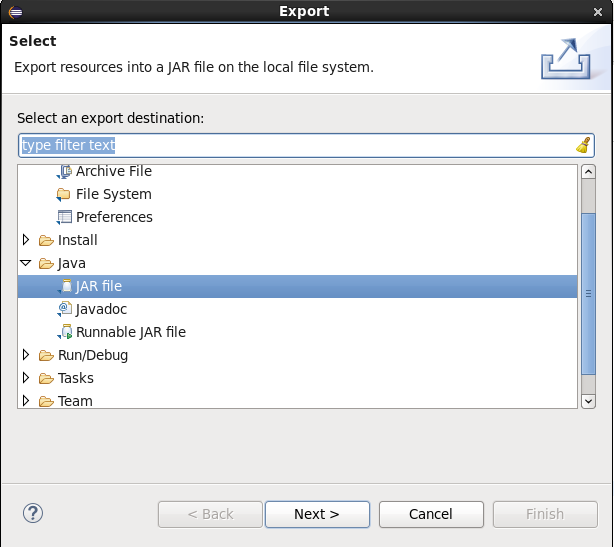 Export
Select
Export resources into a JAR file on the local file system.
Select an export destination:
type filter text
Archive File
File System
Preferences
Install
Java
JAR file
Javadoc
Runnable JAR file
Run/Debug
Tasks
Team
< Back
Next >
Cancel
Finish